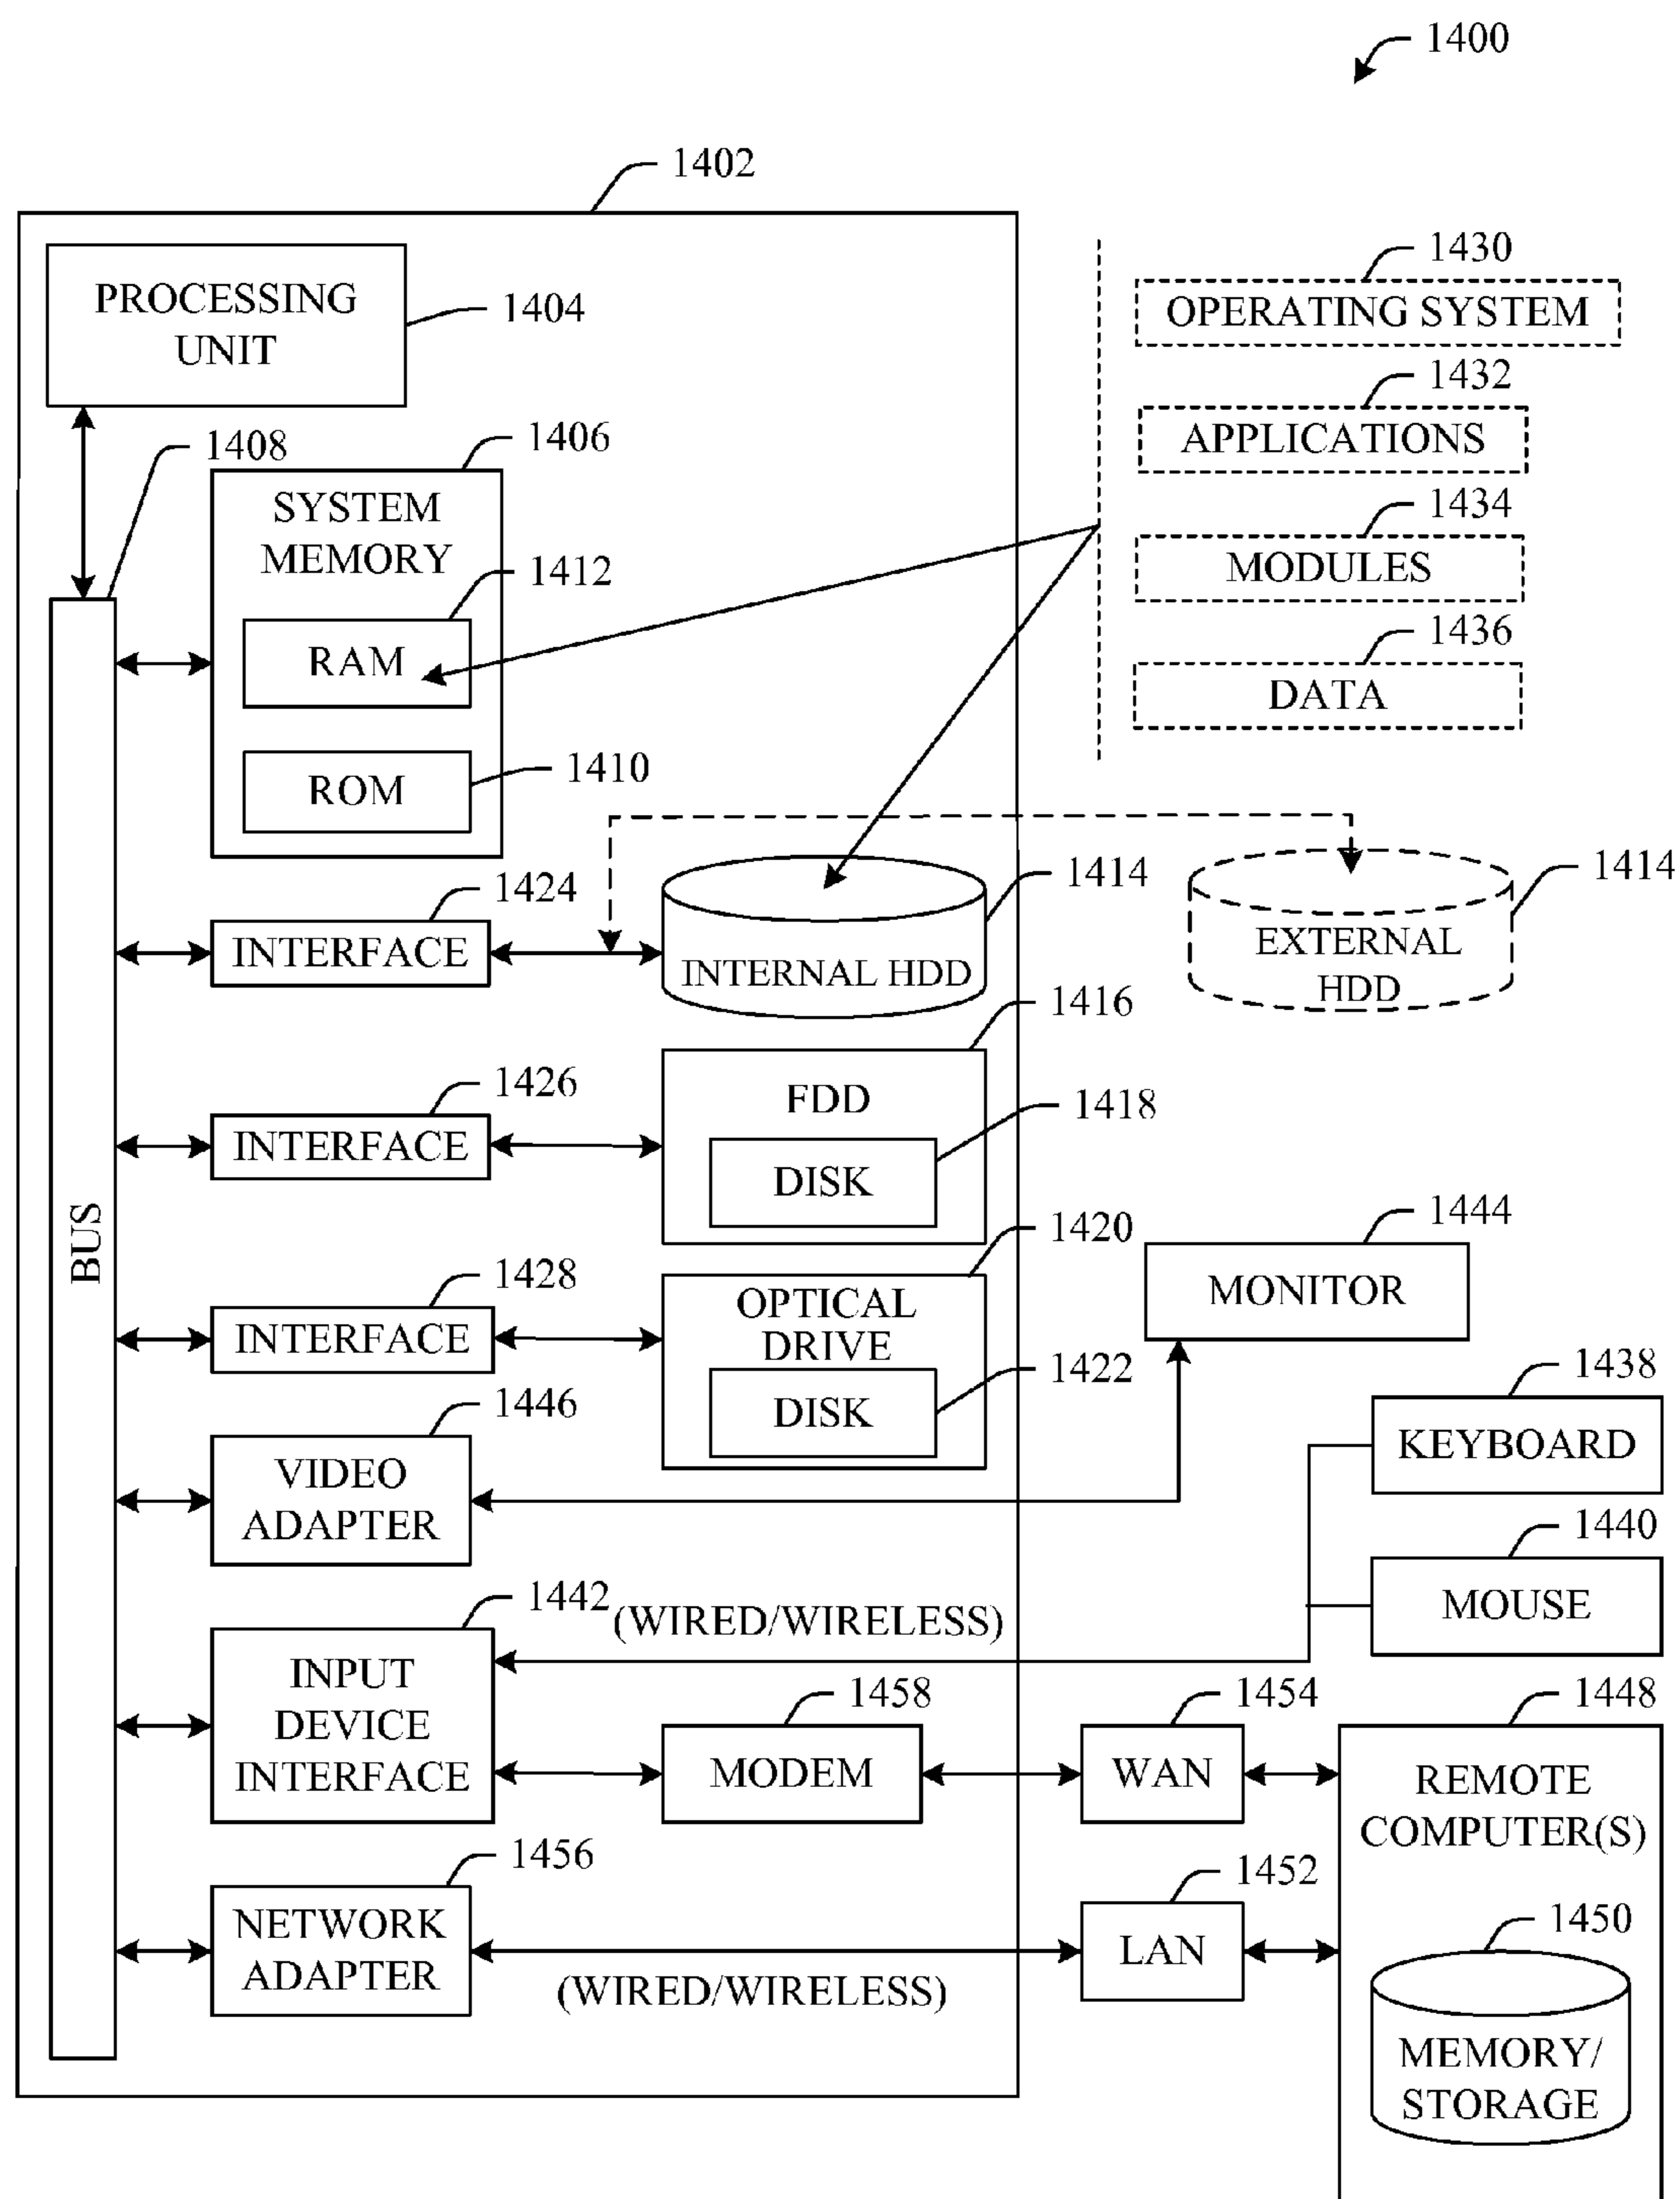 1400
1402
PROCESSING
UNIT
1404
1430
OPERATING SYSTEM
1432
APPLICATIONS
1434
MODULES
1436
DATA
1408
1406
SYSTEM
MEMORY
1412
RAM
1410
ROM
1424
INTERFACE
1414
INTERNAL HDD
1414
EXTERNAL
HDD
1416
FDD
1426
INTERFACE
1418
DISK
BUS
1420
OPTICAL
DRIVE
1428
INTERFACE
1422
DISK
1444
MONITOR
1446
VIDEO
ADAPTER
1438
KEYBOARD
1440
MOUSE
1442
(WIRED/WIRELESS)
INPUT
DEVICE
INTERFACE
1458
MODEM
1454
WAN
1448
REMOTE
COMPUTER(S)
1456
NETWORK
ADAPTER
(WIRED/WIRELESS)
1452
LAN
1450
MEMORY/
STORAGE